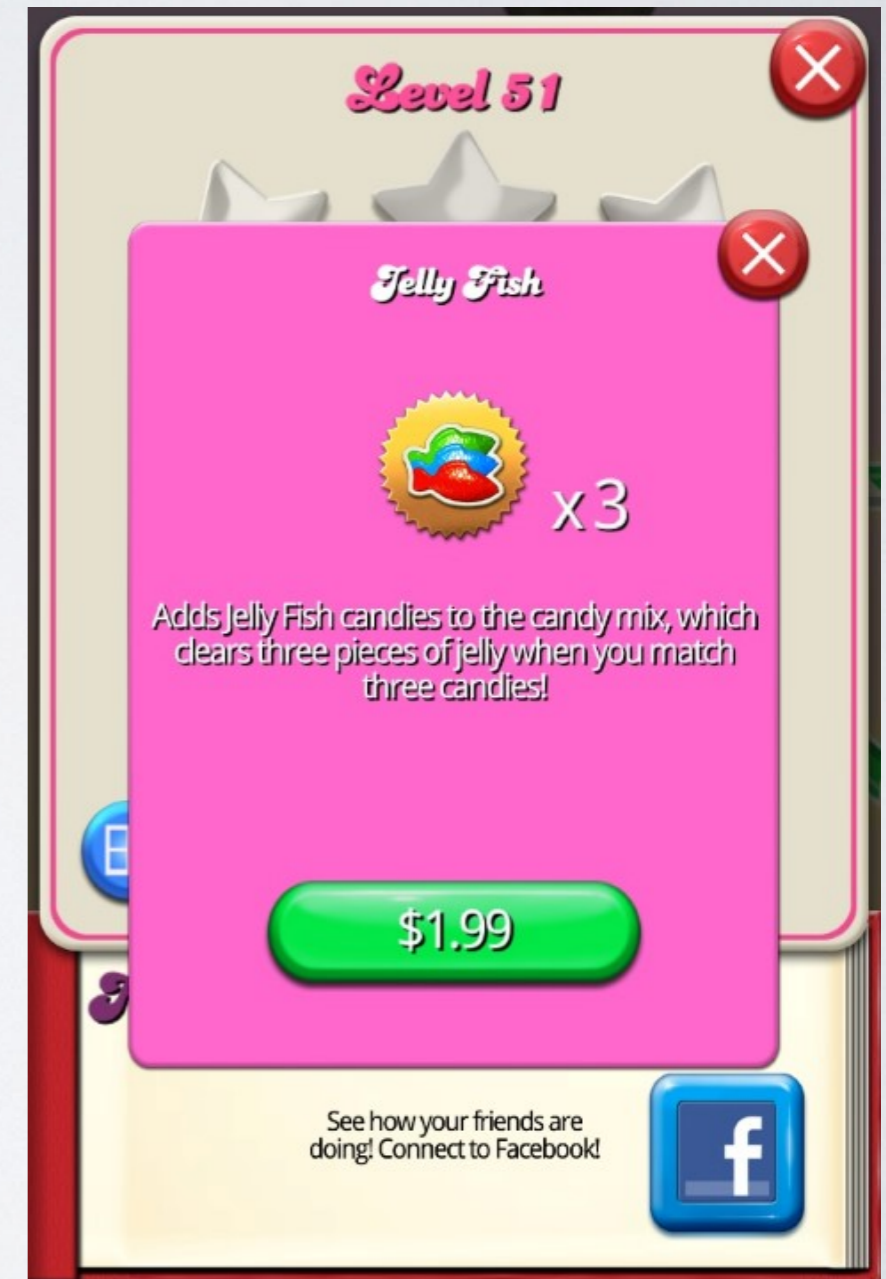 Level 51
Jelly Fish
x3
Adds Jelly Fish candies to the candy mix, which
clears three pieces of jelly when you match
three candies!
$1.99
See how your friends are
doing! Connect to Facebook!
f